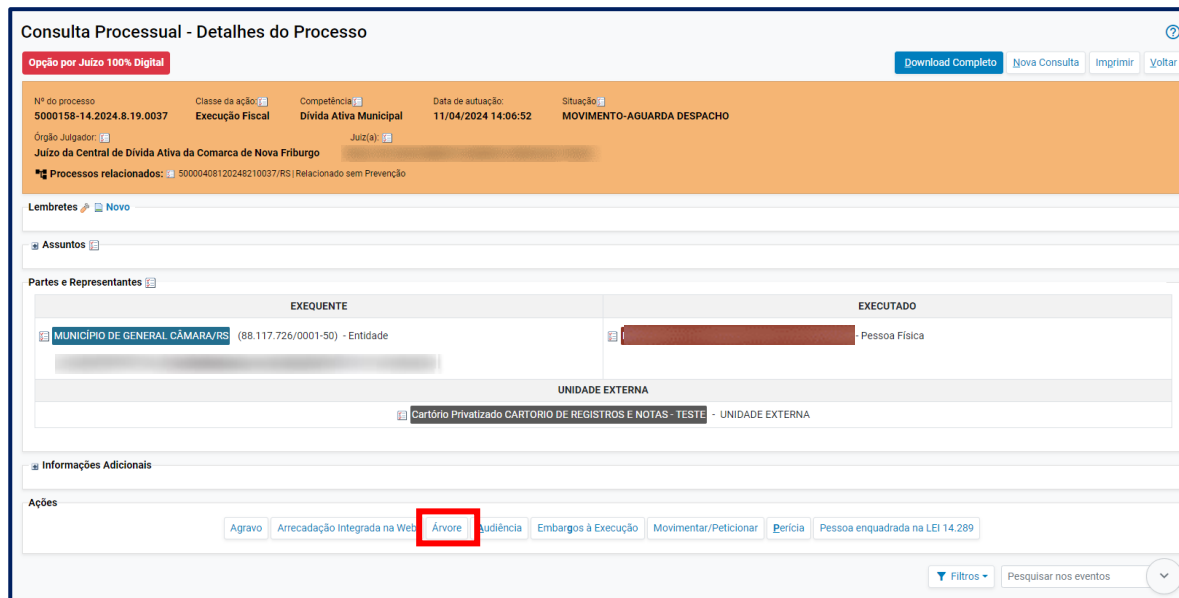 Consulta Processual - Detalhes do Processo
Opção por Juízo 100% Digital
Download Completo Nova Consulta Imprimir Voltar
Nº do processo Classe da ação: Competência Data de autuação: Situação
5000158-14.2024.8.19.0037 Execução Fiscal Dívida Ativa Municipal 11/04/2024 14:06:52 MOVIMENTO-AGUARDA DESPACHO
Órgão Julgador: Juiz(a):
Juízo da Central de Dívida Ativa da Comarca de Nova Friburgo
Processos relacionados: 50000408120248210037/RS | Relacionado sem Prevenção
Lembretes Novo
Assuntos
Partes e Representantes
EXEQUENTE EXECUTADO
MUNICÍPIO DE GENERAL CÂMARA/RS (88.117.726/0001-50) - Entidade - Pessoa Física
UNIDADE EXTERNA
Cartório Privatizado CARTORIO DE REGISTROS E NOTAS - TESTE - UNIDADE EXTERNA
Informações Adicionais
Ações
Agravo Arrecadação Integrada na Web Árvore Audiência Embargos à Execução Movimentar/Peticionar Perícia Pessoa enquadrada na LEI 14.289
Filtros Pesquisar nos eventos